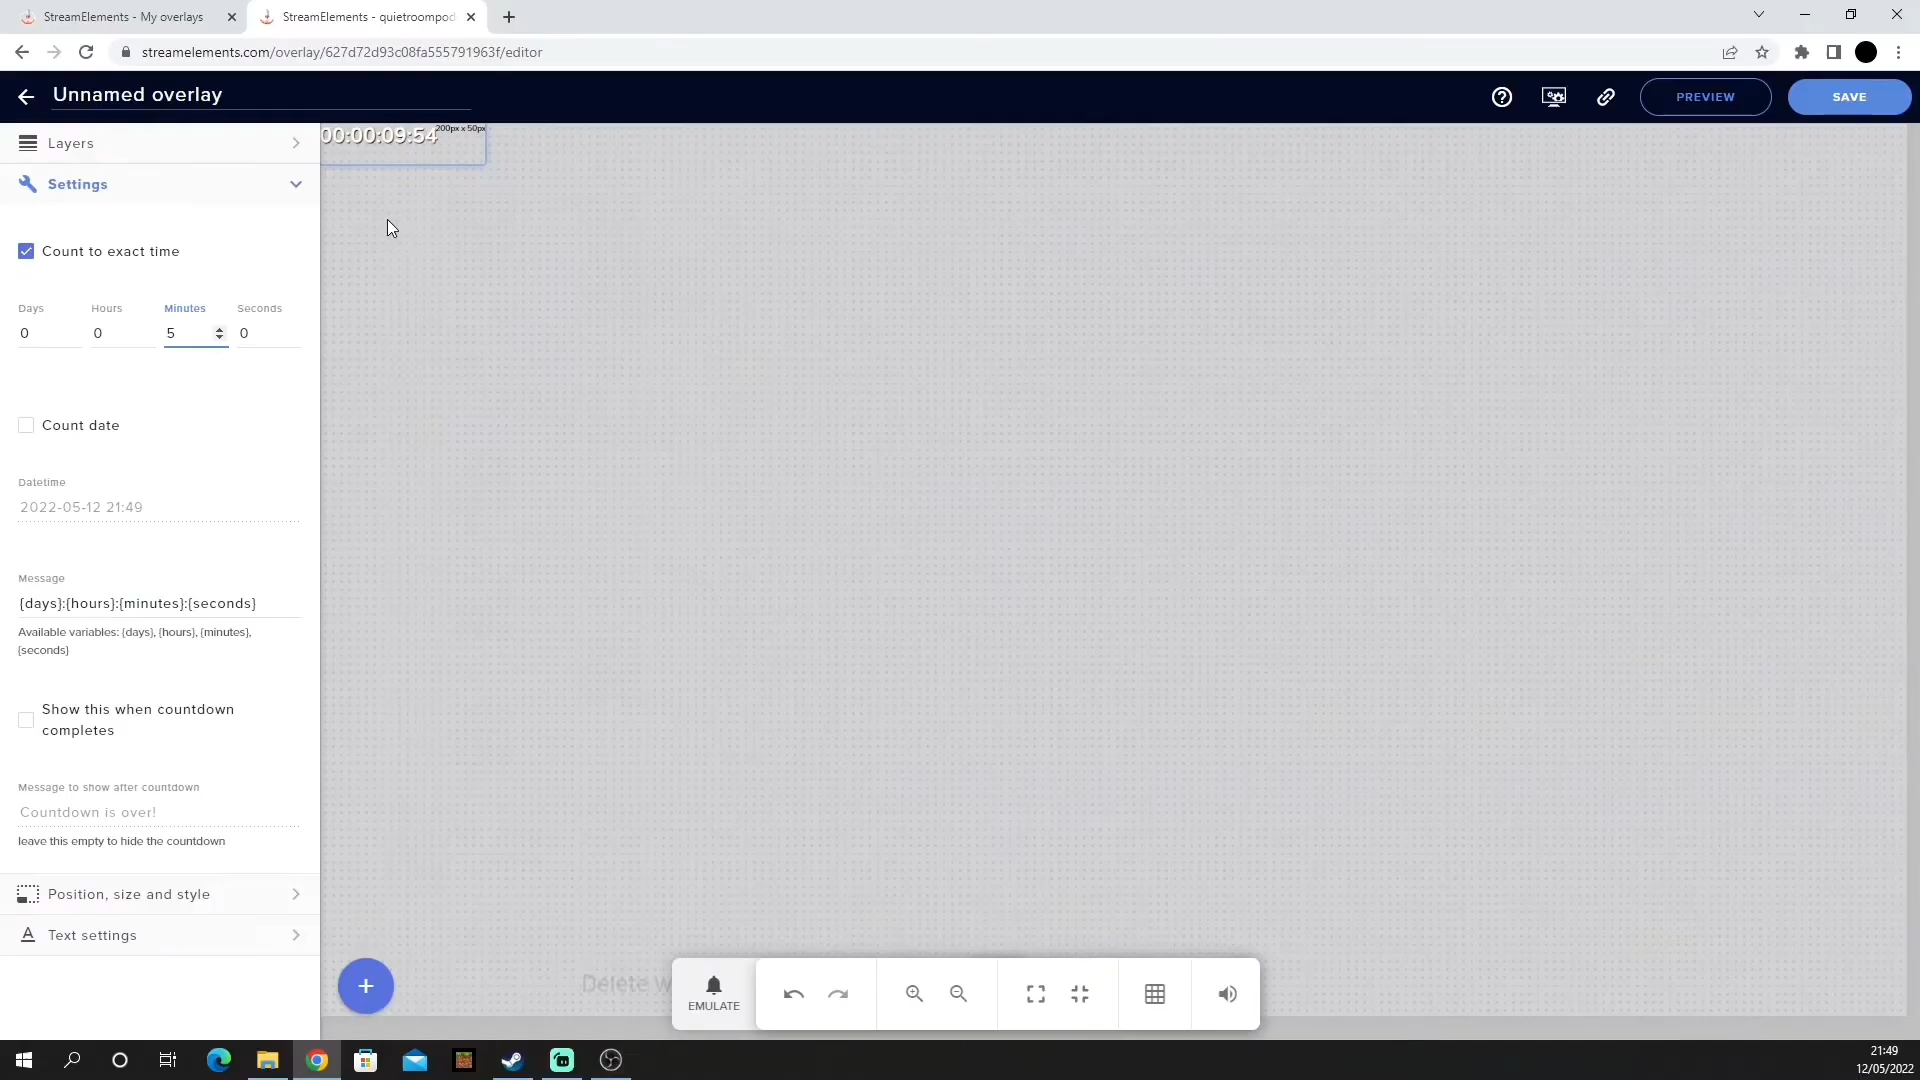 StreamElements - My overlays
StreamElements - quietroompod
streamelements.com/overlay/627d72d93c08fa555791963f/editor
Unnamed overlay
PREVIEW
SAVE
Layers
00:00:09:54
200px x 50px
Settings
Count to exact time
Days Hours Minutes Seconds
0 0 5 0
Count date
Datetime
2022-05-12 21:49
Message
{days}:{hours}:{minutes}:{seconds}
Available variables: {days}, {hours}, {minutes},
{seconds}
Show this when countdown
completes
Message to show after countdown
Countdown is over!
leave this empty to hide the countdown
Position, size and style
Text settings
Delete w
EMULATE
21:49
12/05/2022